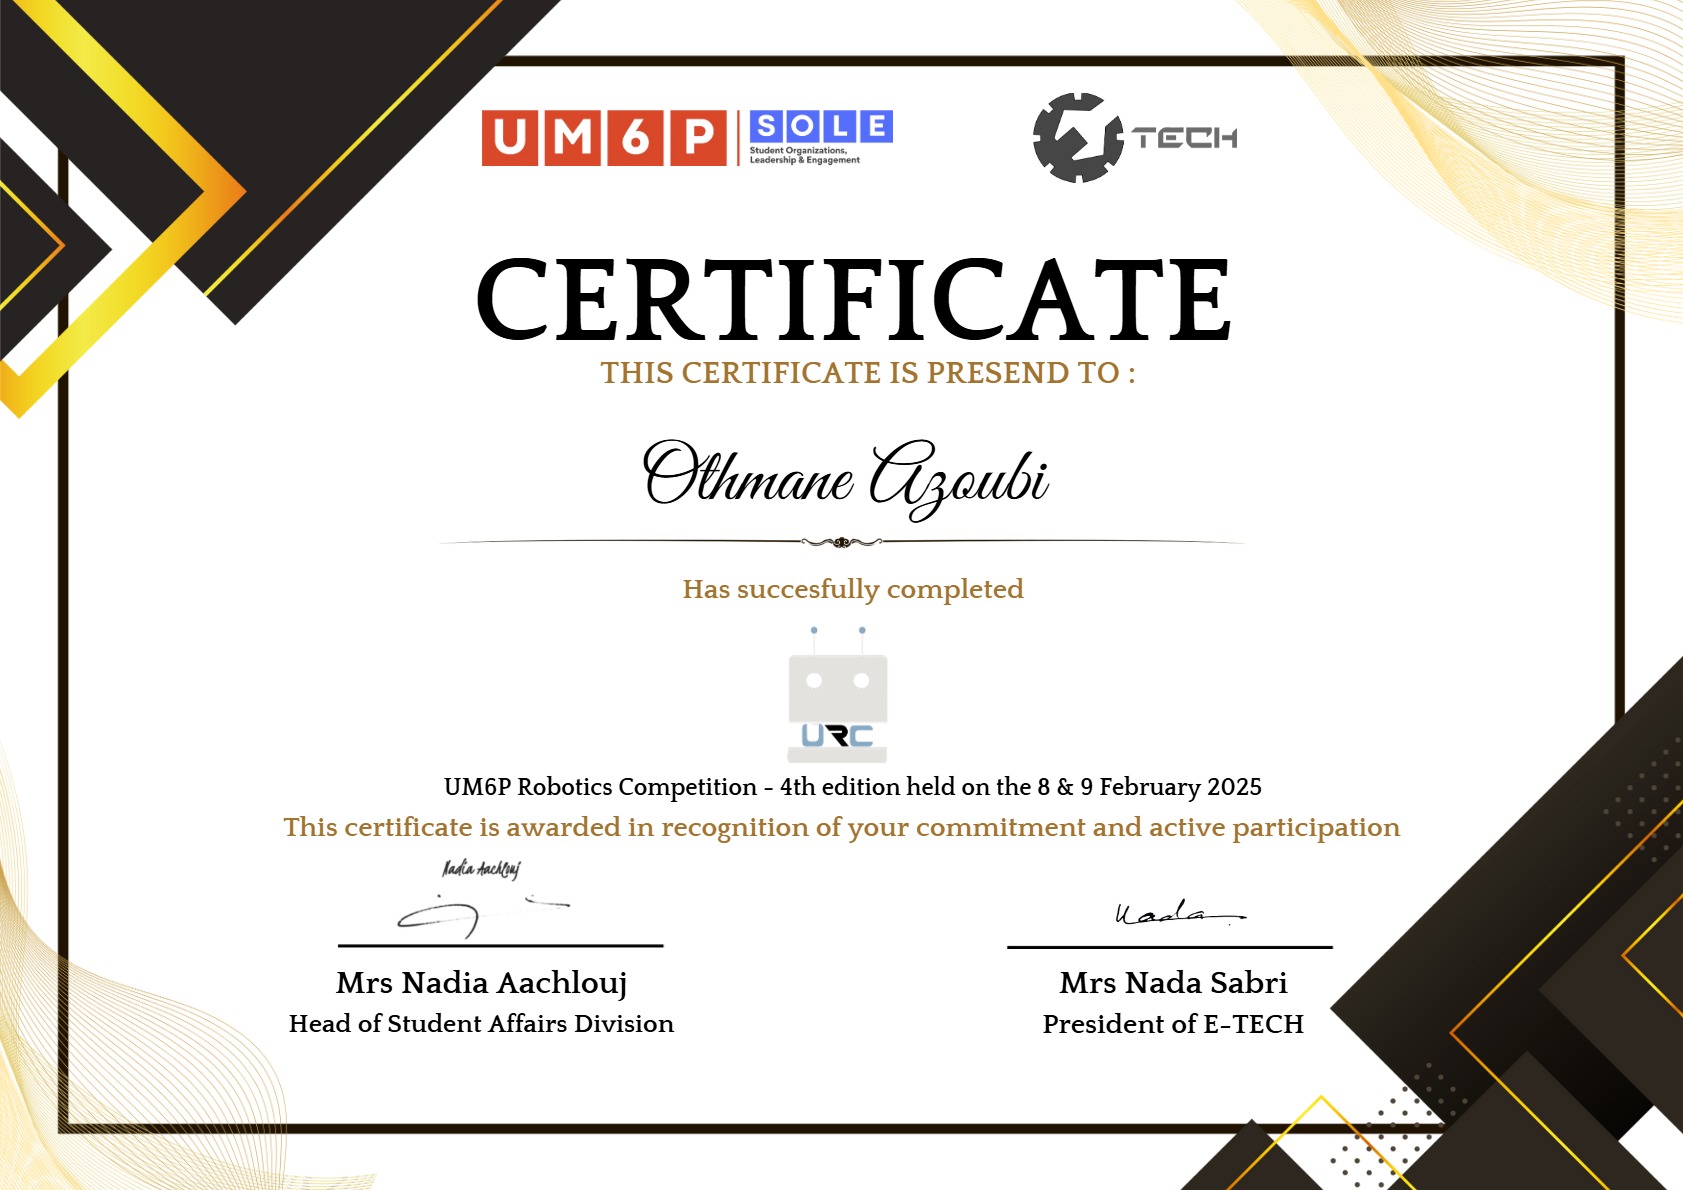 UM6P SOLE
Student Organizations,
Leadership & Engagement
TECH
CERTIFICATE
THIS CERTIFICATE IS PRESEND TO :
Othmane Azoubi
Has succesfully completed
URC
UM6P Robotics Competition - 4th edition held on the 8 & 9 February 2025
This certificate is awarded in recognition of your commitment and active participation
Nadia Aachlouj
Nada
Mrs Nadia Aachlouj
Head of Student Affairs Division
Mrs Nada Sabri
President of E-TECH